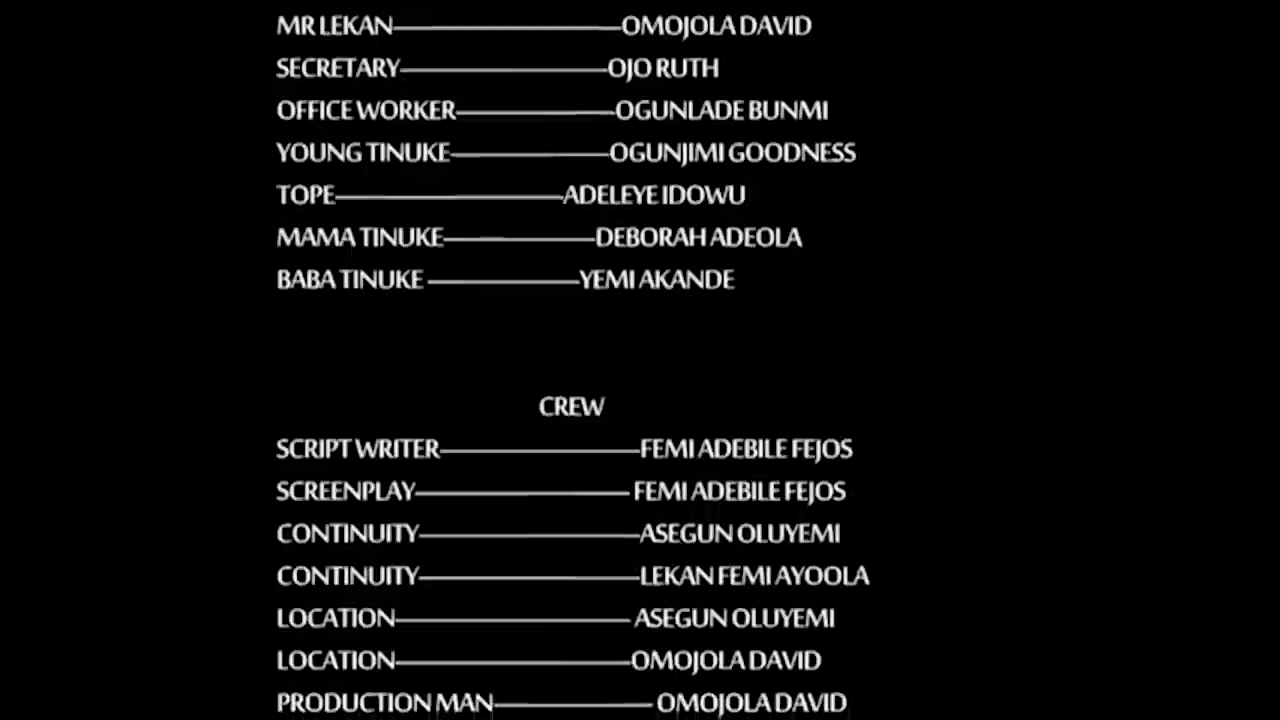 MR LEKAN—————————OMOJOLA DAVID
SECRETARY—————————OJO RUTH
OFFICE WORKER———————OGUNLADE BUNMI
YOUNG TINUKE———————OGUNJIMI GOODNESS
TOPE—————————ADELEYE IDOWU
MAMA TINUKE———————DEBORAH ADEOLA
BABA TINUKE ———————YEMI AKANDE
CREW
SCRIPT WRITER—————————FEMI ADEBILE FEJOS
SCREENPLAY————————— FEMI ADEBILE FEJOS
CONTINUITY—————————ASEGUN OLUYEMI
CONTINUITY—————————LEKAN FEMI AYOOLA
LOCATION————————— ASEGUN OLUYEMI
LOCATION—————————OMOJOLA DAVID
PRODUCTION MAN——————— OMOJOLA DAVID